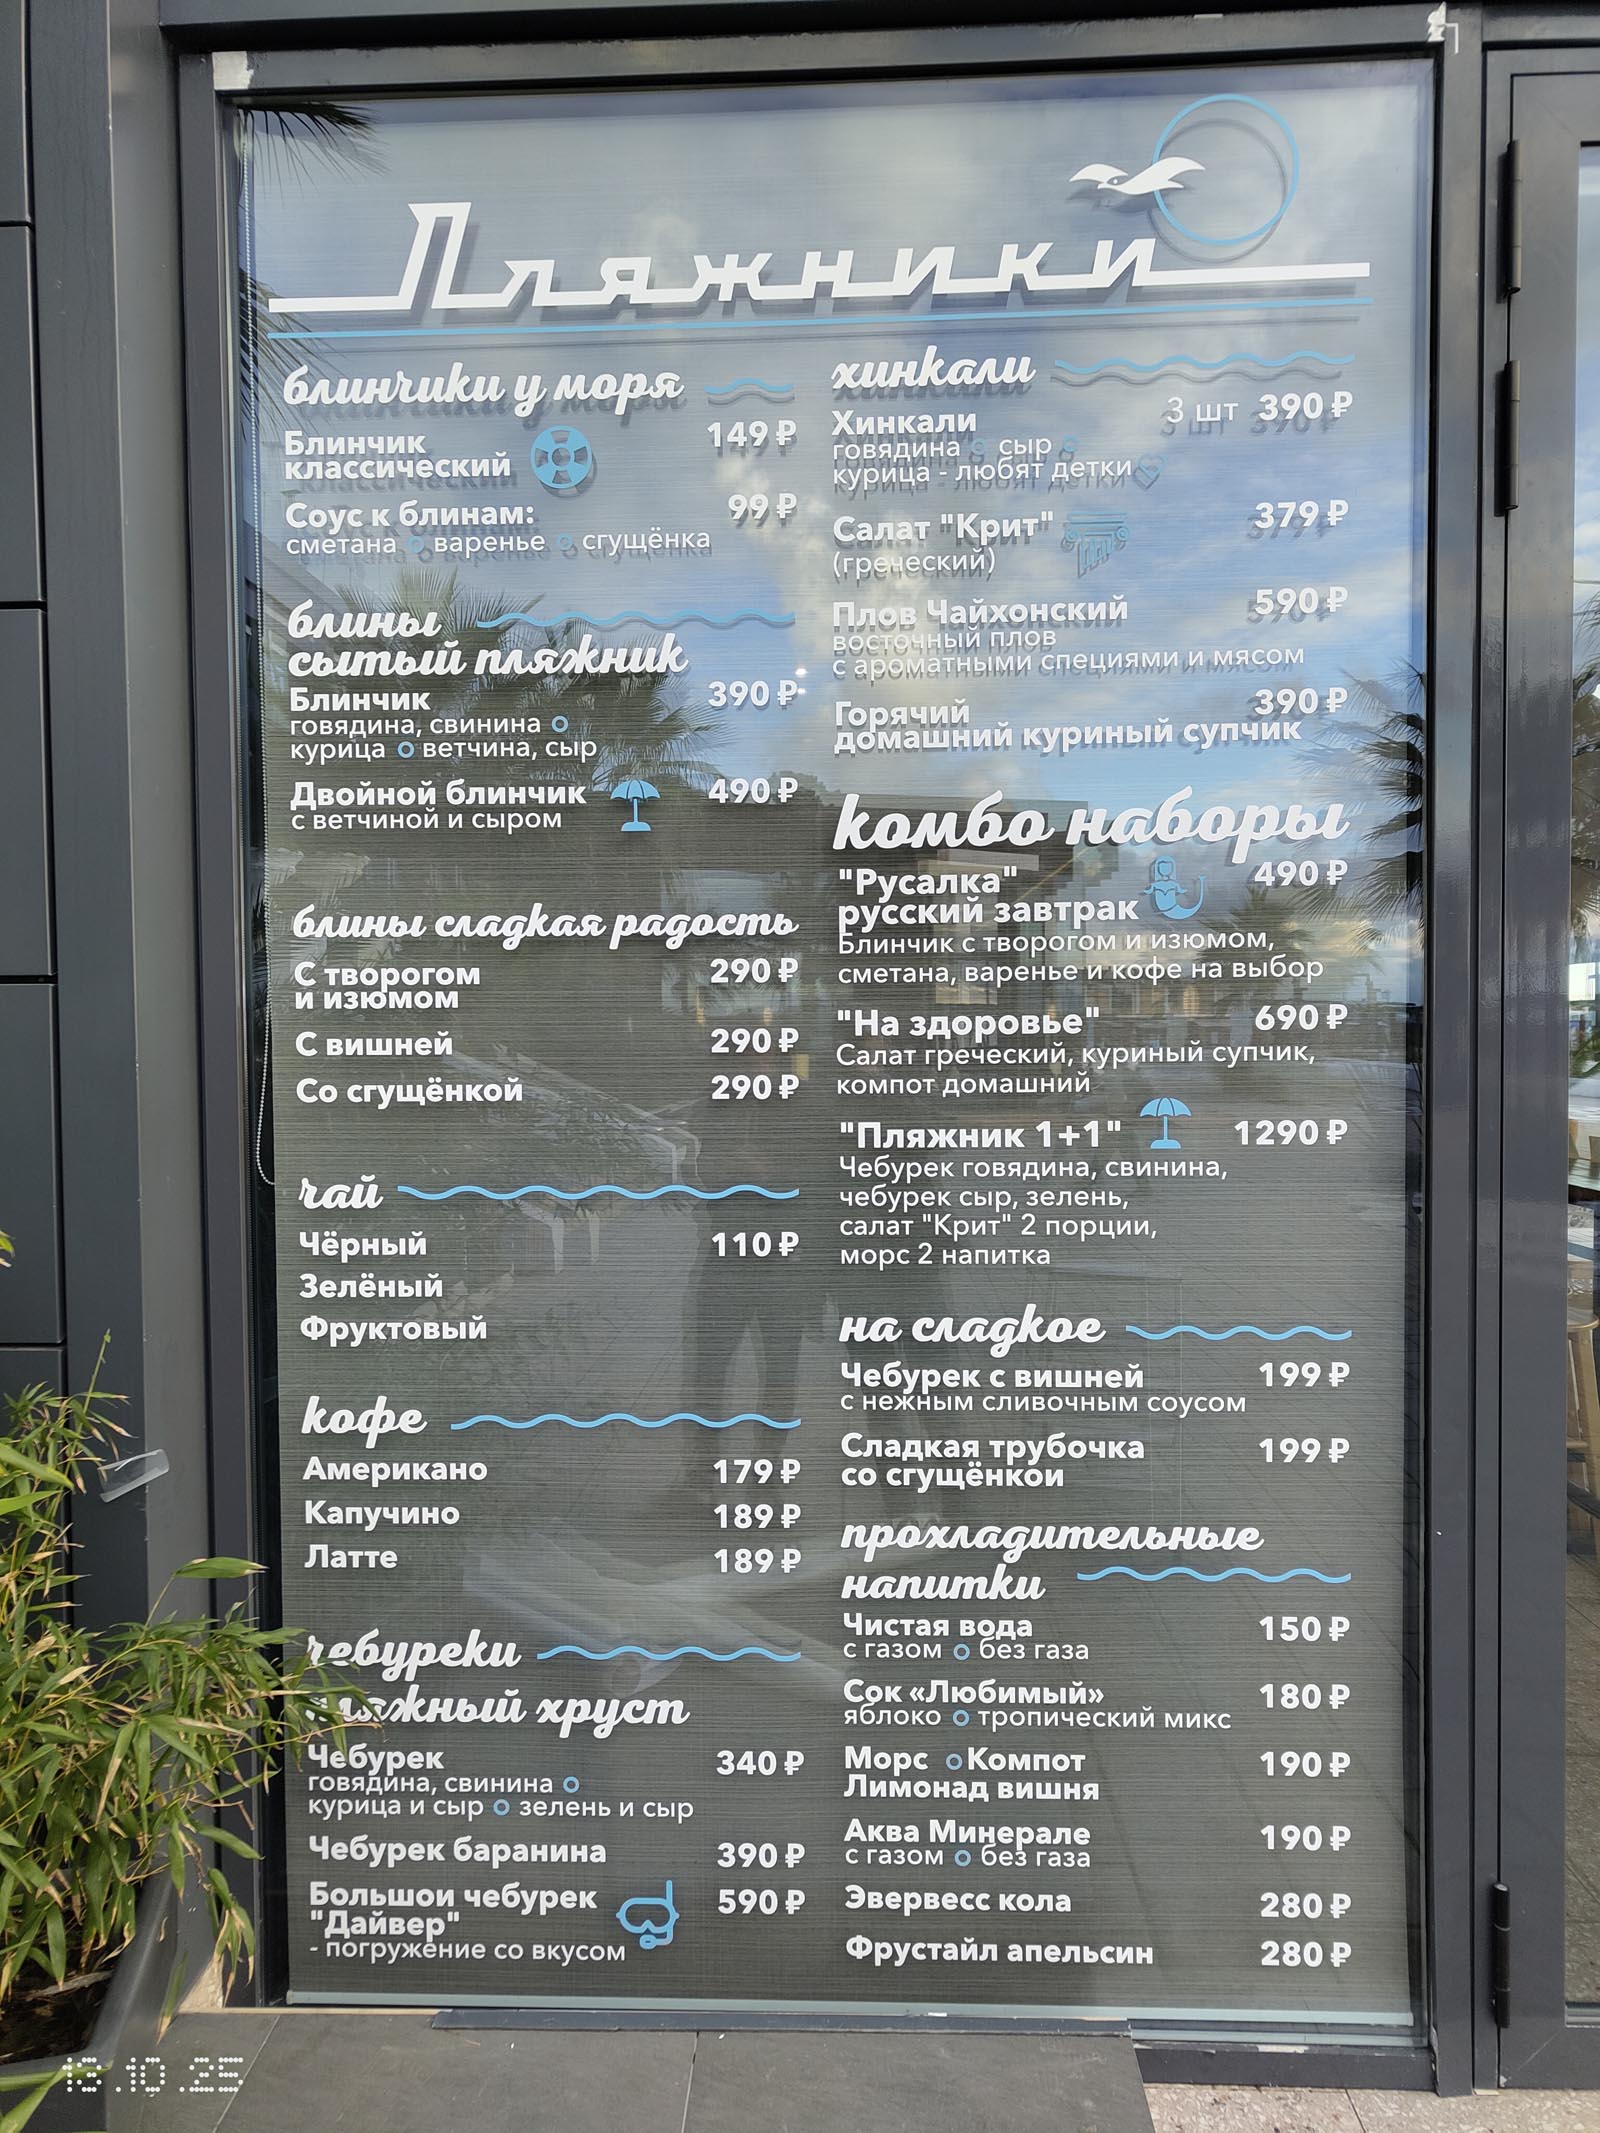 Пляжники
блинчики у моря
Блинчик
классический
149 ₽
Соус к блинам:
99 ₽
сметана варенье сгущёнка
блины
сытый пляжник
Блинчик
390 ₽
говядина, свинина
курица ветчина, сыр
Двойной блинчик
490 ₽
с ветчиной и сыром
блины сладкая радость
С творогом
и изюмом
290 ₽
С вишней 290 ₽
Со сгущёнкой 290 ₽
чай
Чёрный 110 ₽
Зелёный
Фруктовый
кофе
Американо 179 ₽
Капучино 189 ₽
Латте 189 ₽
чебуреки
пляжный хруст
Чебурек 340 ₽
говядина, свинина
курица и сыр зелень и сыр
Чебурек баранина 390 ₽
Большой чебурек 590 ₽
"Дайвер"
- погружение со вкусом
хинкали
Хинкали 3 шт 390 ₽
говядина сыр
курица - любят детки
Салат "Крит" 379 ₽
(греческий)
Плов Чайхонский 590 ₽
восточный плов
с ароматными специями и мясом
Горячий 390 ₽
домашний куриный супчик
комбо наборы
"Русалка" 490 ₽
русский завтрак
Блинчик с творогом и изюмом,
сметана, варенье и кофе на выбор
"На здоровье" 690 ₽
Салат греческий, куриный супчик,
компот домашний
"Пляжник 1+1" 1290 ₽
Чебурек говядина, свинина,
чебурек сыр, зелень,
салат "Крит" 2 порции,
морс 2 напитка
на сладкое
Чебурек с вишней 199 ₽
с нежным сливочным соусом
Сладкая трубочка 199 ₽
со сгущёнкой
прохладительные
напитки
Чистая вода 150 ₽
с газом без газа
Сок «Любимый» 180 ₽
яблоко тропический микс
Морс Компот 190 ₽
Лимонад вишня
Аква Минерале 190 ₽
с газом без газа
Эвервесс кола 280 ₽
Фрустайл апельсин 280 ₽
12.10.25